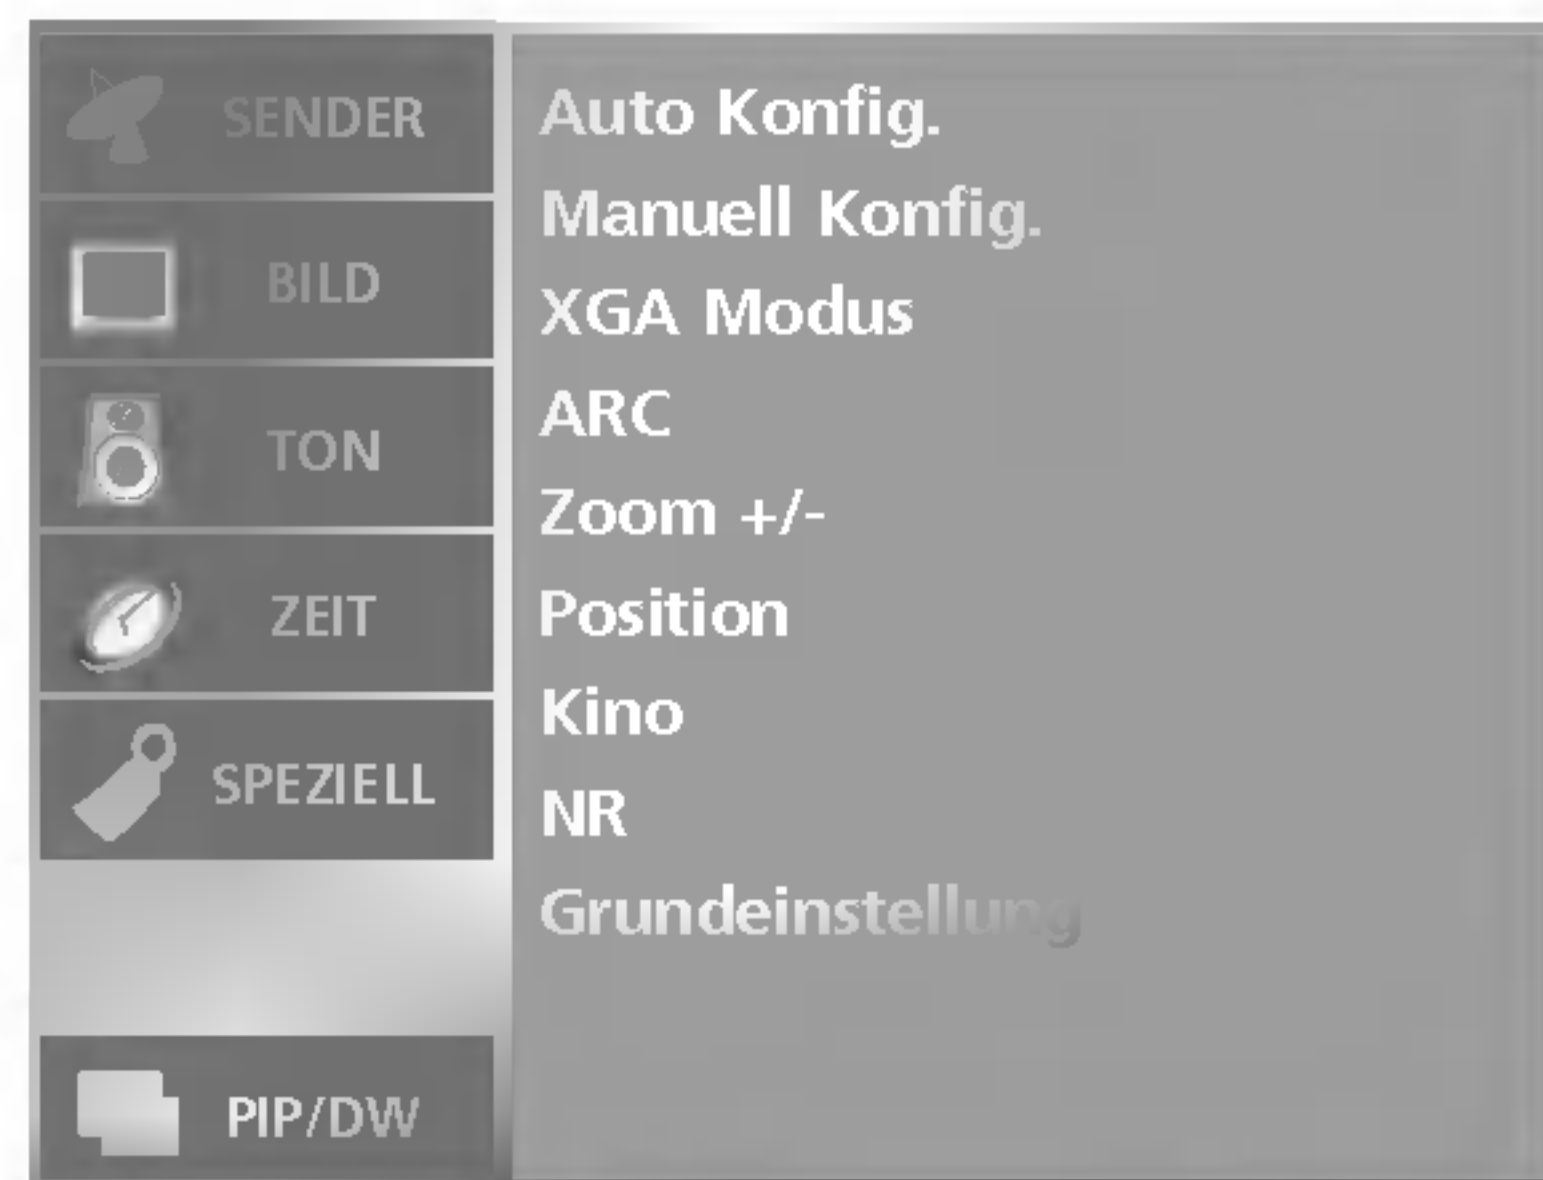 SENDER
BILD
TON
ZEIT
SPEZIELL
PIP/DW
Auto Konfig.
Manuell Konfig.
XGA Modus
ARC
Zoom +/-
Position
Kino
NR
Grundeinstellung